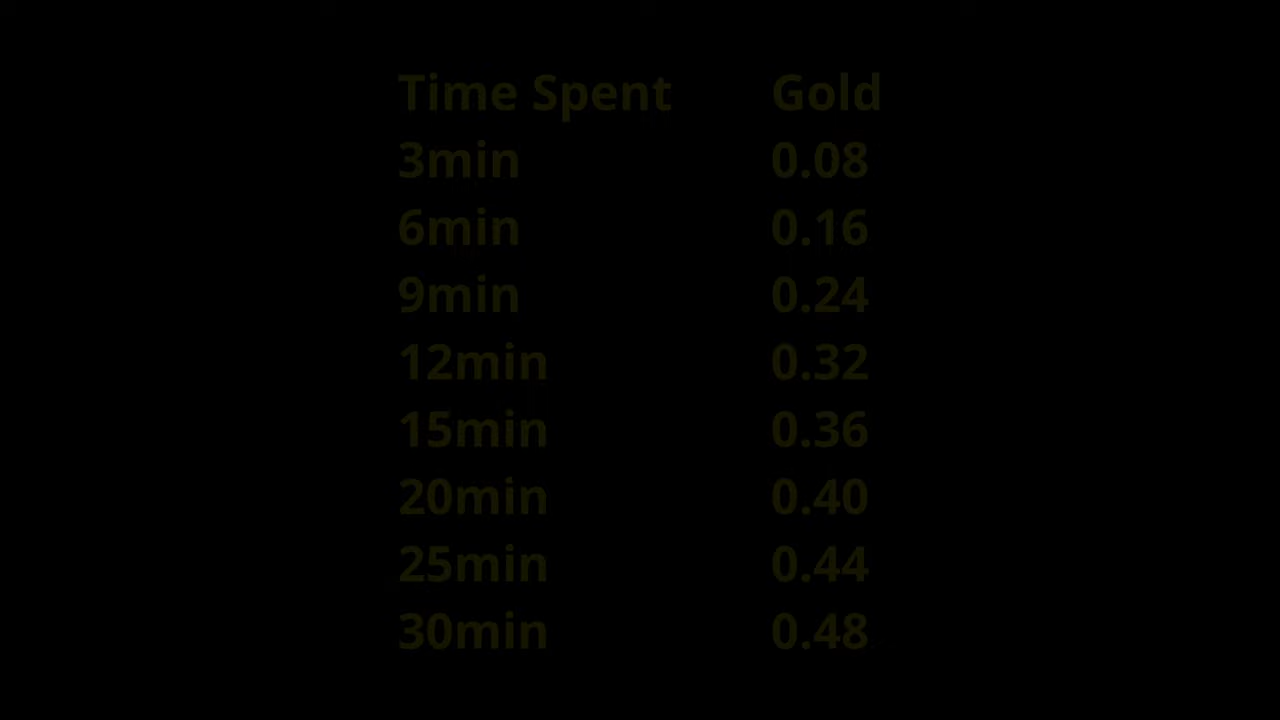 Time Spent Gold
3min 0.08
6min 0.16
9min 0.24
12min 0.32
15min 0.36
20min 0.40
25min 0.44
30min 0.48